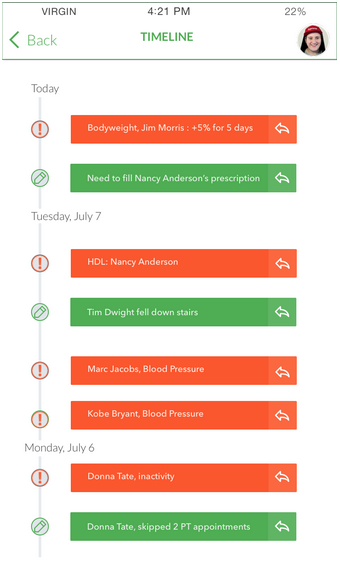 VIRGIN 4:21 PM 22%
Back TIMELINE
Today
Bodyweight, Jim Morris : +5% for 5 days
Need to fill Nancy Anderson's prescription
Tuesday, July 7
HDL: Nancy Anderson
Tim Dwight fell down stairs
Marc Jacobs, Blood Pressure
Kobe Bryant, Blood Pressure
Monday, July 6
Donna Tate, inactivity
Donna Tate, skipped 2 PT appointments